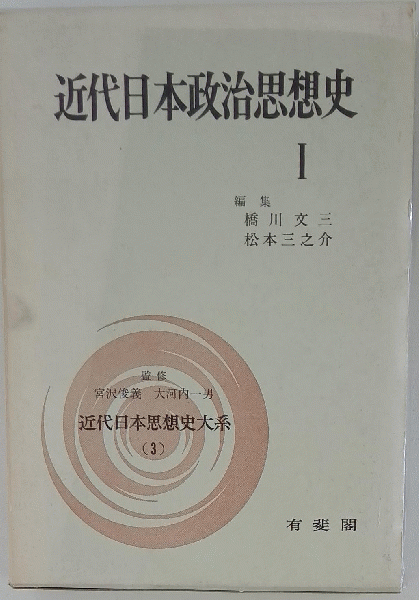 近代日本政治思想史
I
編集
橋川文三
松本三之介
監修
宮沢俊義 大河内一男
近代日本思想史大系
(3)
有斐閣